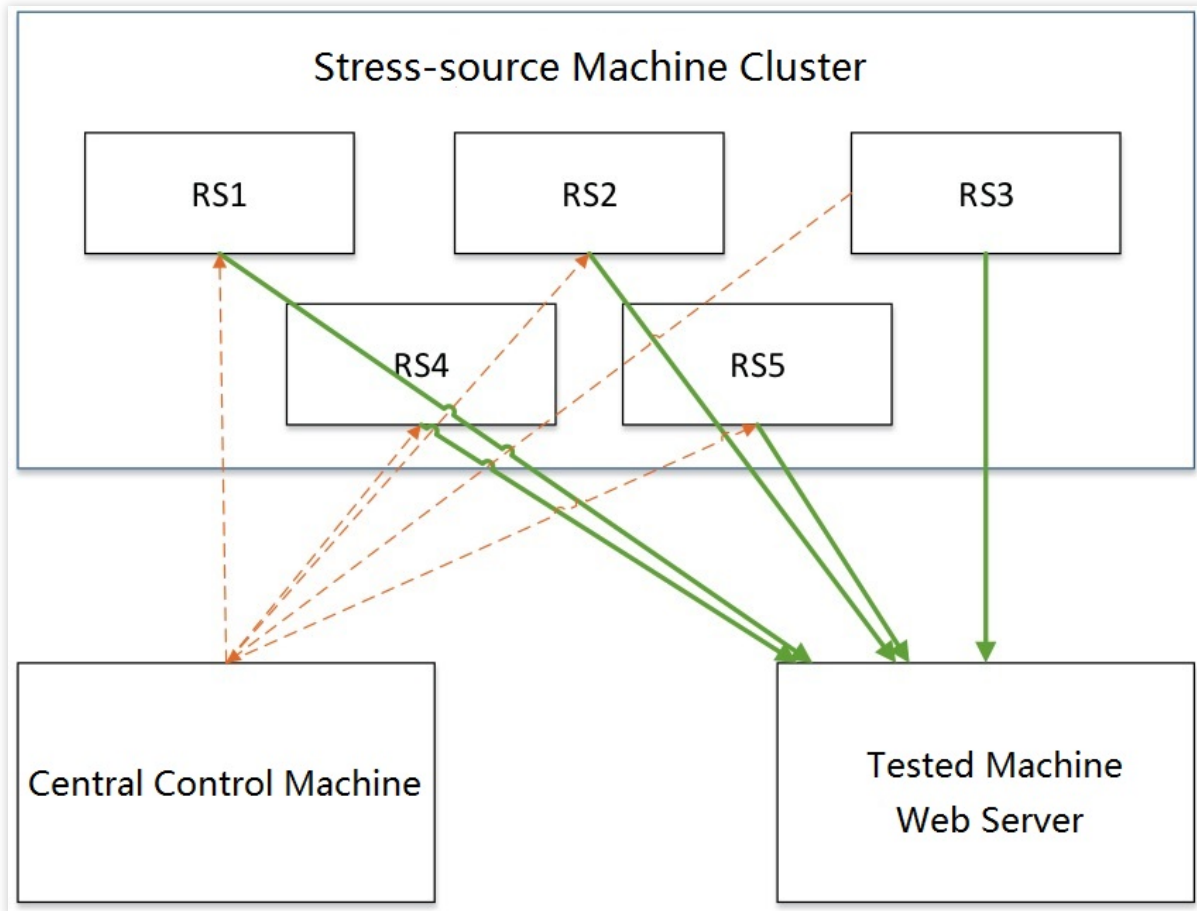 Stress-source Machine Cluster
RS1
RS2
RS3
RS4
RS5
Central Control Machine
Tested Machine
Web Server